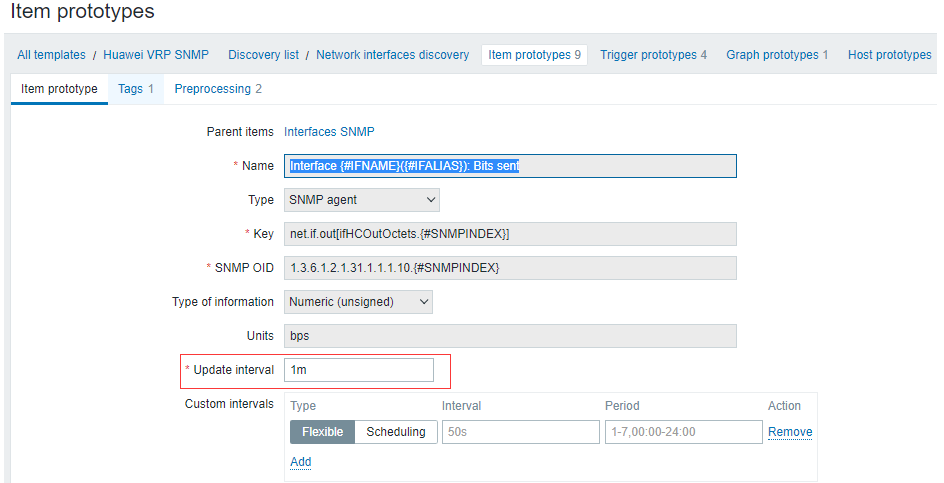 Item prototypes
All templates / Huawei VRP SNMP Discovery list / Network interfaces discovery Item prototypes 9 Trigger prototypes 4 Graph prototypes 1 Host prototypes
Item prototype Tags 1 Preprocessing 2
Parent items Interfaces SNMP
* Name Interface {#IFNAME}({#IFALIAS}): Bits sent
Type SNMP agent
* Key net.if.out[ifHCOutOctets.{#SNMPINDEX}]
* SNMP OID 1.3.6.1.2.1.31.1.1.1.10.{#SNMPINDEX}
Type of information Numeric (unsigned)
Units bps
* Update interval 1m
Custom intervals Type Interval Period Action
Flexible Scheduling 50s 1-7,00:00-24:00 Remove
Add